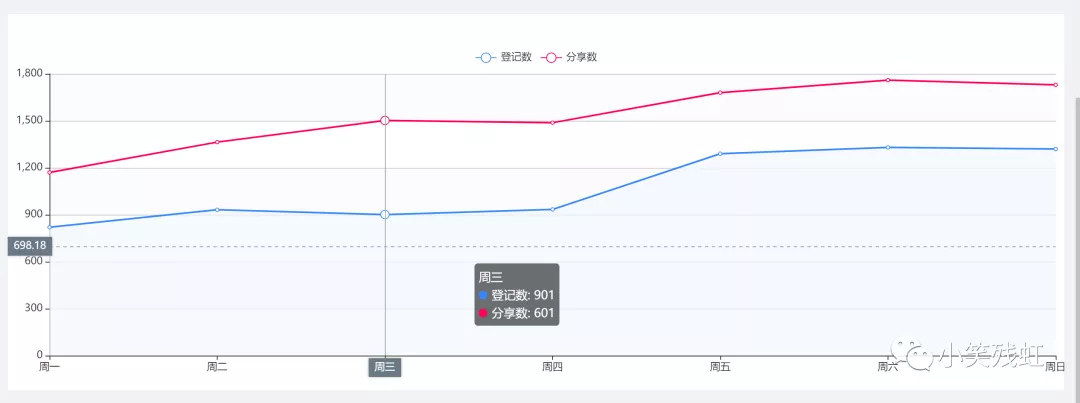 登记数 分享数
1,800
1,500
1,200
900
698.18
600
300
0
周三
登记数: 901
分享数: 601
周一 周二 周三 周四 周五 周六 周日
小笑残虹